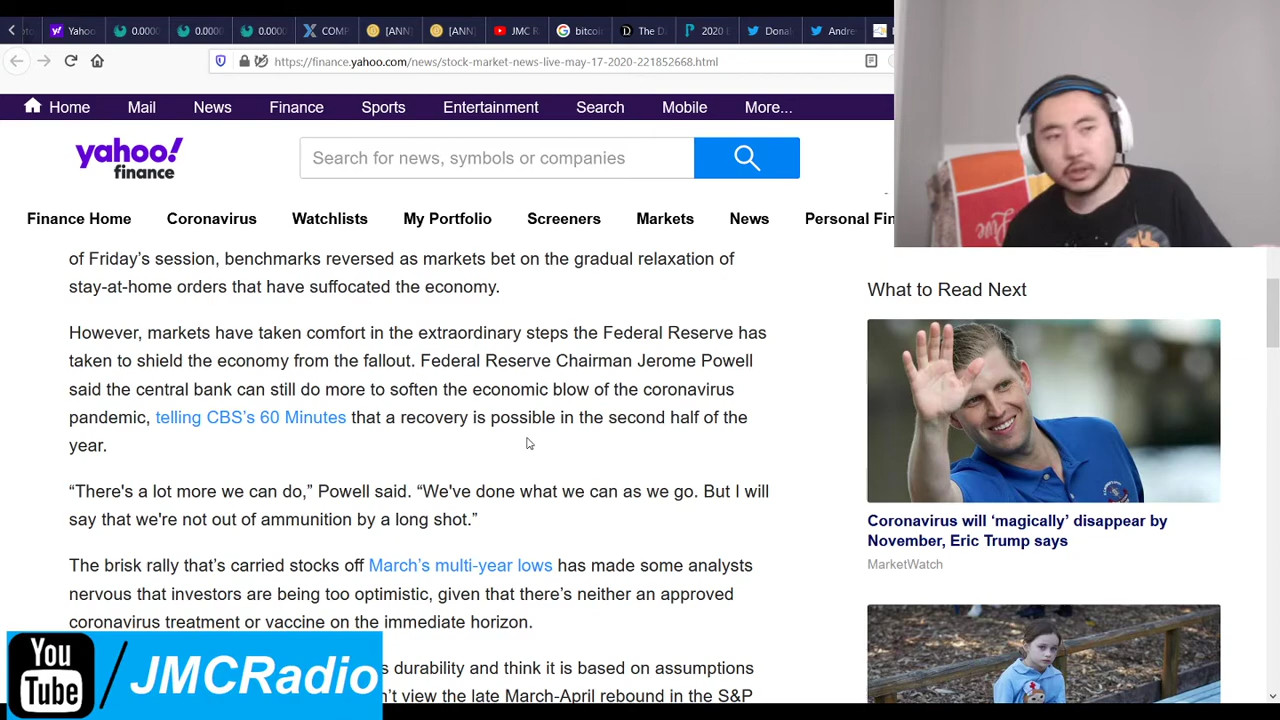 Yahoo
0.0000
0.0000
0.0000
COMP
[ANN]
[ANN]
JMC R
bitcoin
The D
2020 E
Donal
Andre
https://finance.yahoo.com/news/stock-market-news-live-may-17-2020-221852668.html
Home Mail News Finance Sports Entertainment Search Mobile More...
yahoo!
finance
Search for news, symbols or companies
Finance Home Coronavirus Watchlists My Portfolio Screeners Markets News Personal Fin
of Friday’s session, benchmarks reversed as markets bet on the gradual relaxation of
stay-at-home orders that have suffocated the economy.
However, markets have taken comfort in the extraordinary steps the Federal Reserve has
taken to shield the economy from the fallout. Federal Reserve Chairman Jerome Powell
said the central bank can still do more to soften the economic blow of the coronavirus
pandemic, telling CBS’s 60 Minutes that a recovery is possible in the second half of the
year.
“There's a lot more we can do,” Powell said. “We've done what we can as we go. But I will
say that we're not out of ammunition by a long shot.”
The brisk rally that’s carried stocks off March’s multi-year lows has made some analysts
nervous that investors are being too optimistic, given that there’s neither an approved
coronavirus treatment or vaccine on the immediate horizon.
s durability and think it is based on assumptions
’t view the late March-April rebound in the S&P
What to Read Next
Coronavirus will ‘magically’ disappear by
November, Eric Trump says
MarketWatch
You
Tube
/JMCRadio
Live